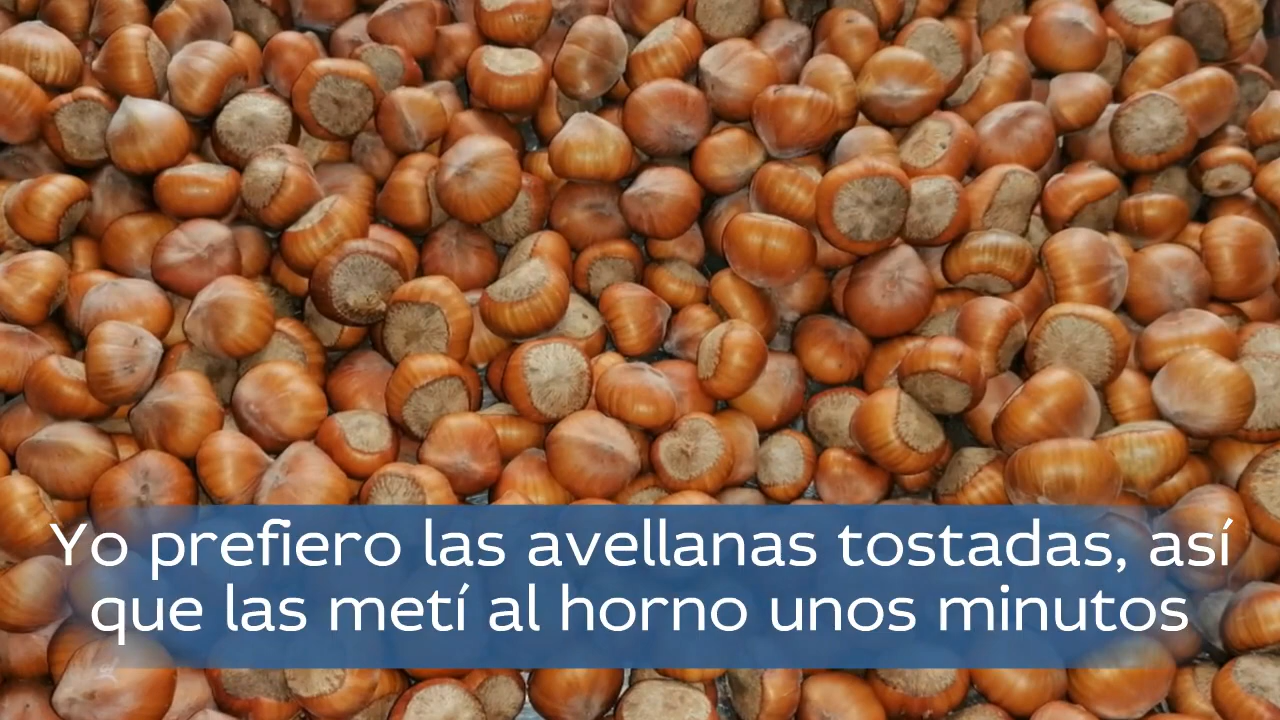 Yo prefiero las avellanas tostadas, así
que las metí al horno unos minutos